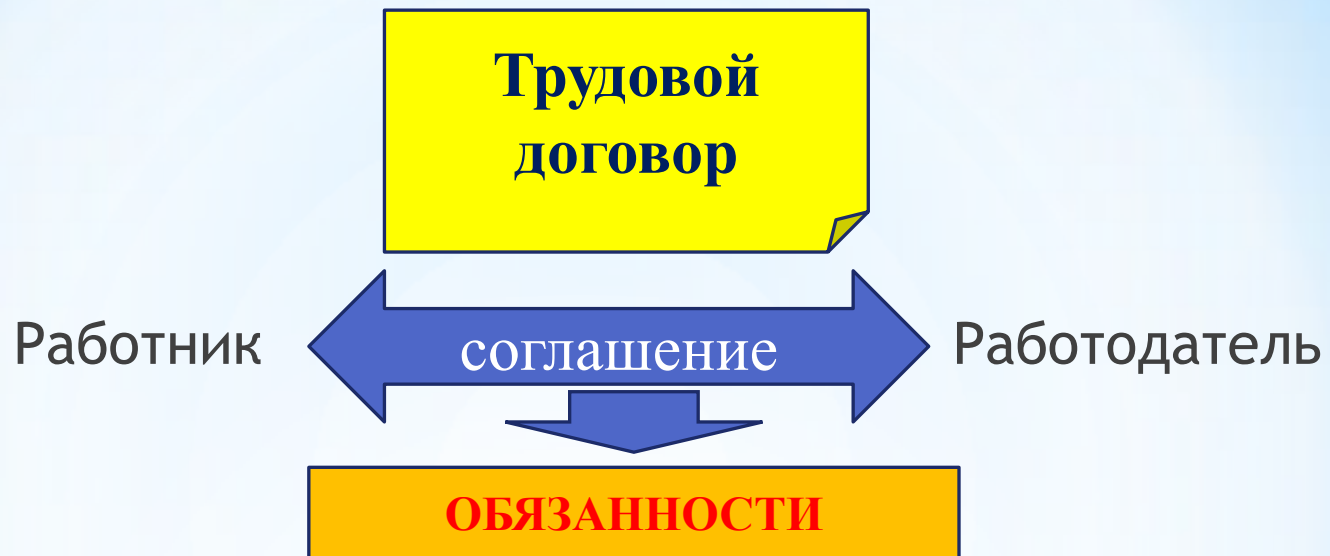 Трудовой
договор
Работник
соглашение
Работодатель
ОБЯЗАННОСТИ